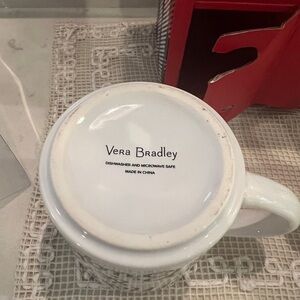 Vera Bradley
DISHWASHER AND MICROWAVE SAFE
MADE IN CHINA